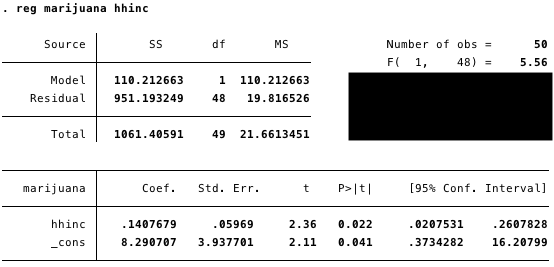 . reg marijuana hhinc
Source SS df MS Number of obs = 50
F( 1, 48) = 5.56
Model 110.212663 1 110.212663
Residual 951.193249 48 19.816526
Total 1061.40591 49 21.6613451
marijuana Coef. Std. Err. t P>|t| [95% Conf. Interval]
hhinc .1407679 .05969 2.36 0.022 .0207531 .2607828
_cons 8.290707 3.937701 2.11 0.041 .3734282 16.20799